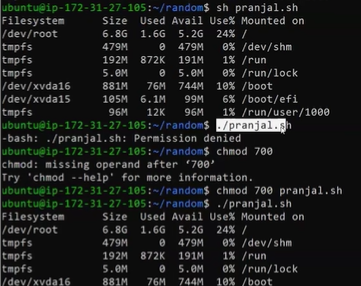 ubuntu@ip-172-31-27-105:~/random$ sh pranjal.sh
Filesystem Size Used Avail Use% Mounted on
/dev/root 6.8G 1.6G 5.2G 24% /
tmpfs 479M 0 479M 0% /dev/shm
tmpfs 192M 872K 191M 1% /run
tmpfs 5.0M 0 5.0M 0% /run/lock
/dev/xvda16 881M 76M 744M 10% /boot
/dev/xvda15 105M 6.1M 99M 6% /boot/efi
tmpfs 96M 12K 96M 1% /run/user/1000
ubuntu@ip-172-31-27-105:~/random$ ./pranjal.sh
-bash: ./pranjal.sh: Permission denied
ubuntu@ip-172-31-27-105:~/random$ chmod 700
chmod: missing operand after ‘700’
Try 'chmod --help' for more information.
ubuntu@ip-172-31-27-105:~/random$ chmod 700 pranjal.sh
ubuntu@ip-172-31-27-105:~/random$ ./pranjal.sh
Filesystem Size Used Avail Use% Mounted on
/dev/root 6.8G 1.6G 5.2G 24% /
tmpfs 479M 0 479M 0% /dev/shm
tmpfs 192M 872K 191M 1% /run
tmpfs 5.0M 0 5.0M 0% /run/lock
/dev/xvda16 881M 76M 744M 10% /boot